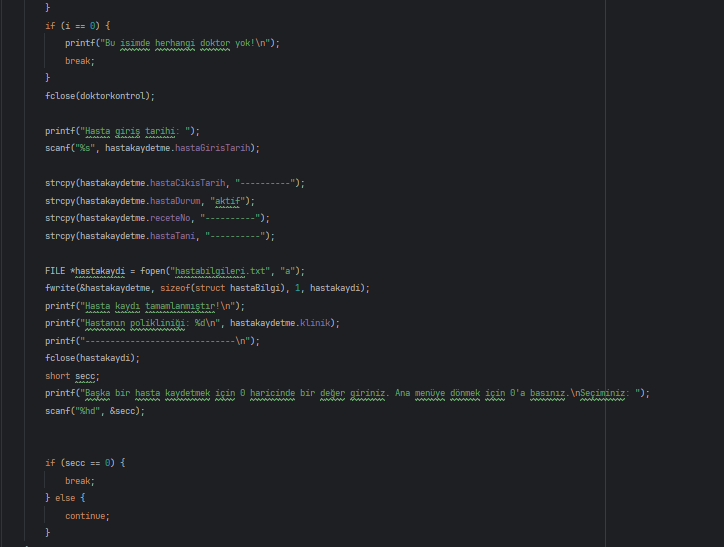 }
if (i == 0) {
printf("Bu isimde herhangi doktor yok!\n");
break;
}
fclose(doktorkontrol);
printf("Hasta giriş tarihi: ");
scanf("%s", hastakaydetme.hastaGirisTarih);
strcpy(hastakaydetme.hastaCikisTarih, "----------");
strcpy(hastakaydetme.hastaDurum, "aktif");
strcpy(hastakaydetme.receteNo, "----------");
strcpy(hastakaydetme.hastaTani, "----------");
FILE *hastakaydi = fopen("hastabilgileri.txt", "a");
fwrite(&hastakaydetme, sizeof(struct hastaBilgi), 1, hastakaydi);
printf("Hasta kaydı tamamlanmıştır!\n");
printf("Hastanın polikliniği: %d\n", hastakaydetme.klinik);
printf("------------------------------\n");
fclose(hastakaydi);
short secc;
printf("Başka bir hasta kaydetmek için 0 haricinde bir değer giriniz. Ana menüye dönmek için 0'a basınız.\nSeçiminiz: ");
scanf("%hd", &secc);
if (secc == 0) {
break;
} else {
continue;
}